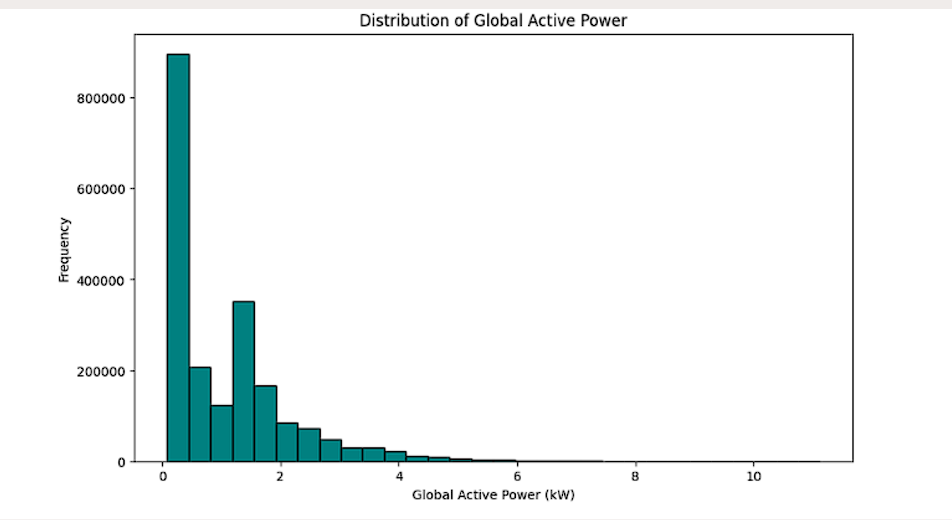 Distribution of Global Active Power
800000
600000
400000
200000
0
Frequency
0 2 4 6 8 10
Global Active Power (kW)